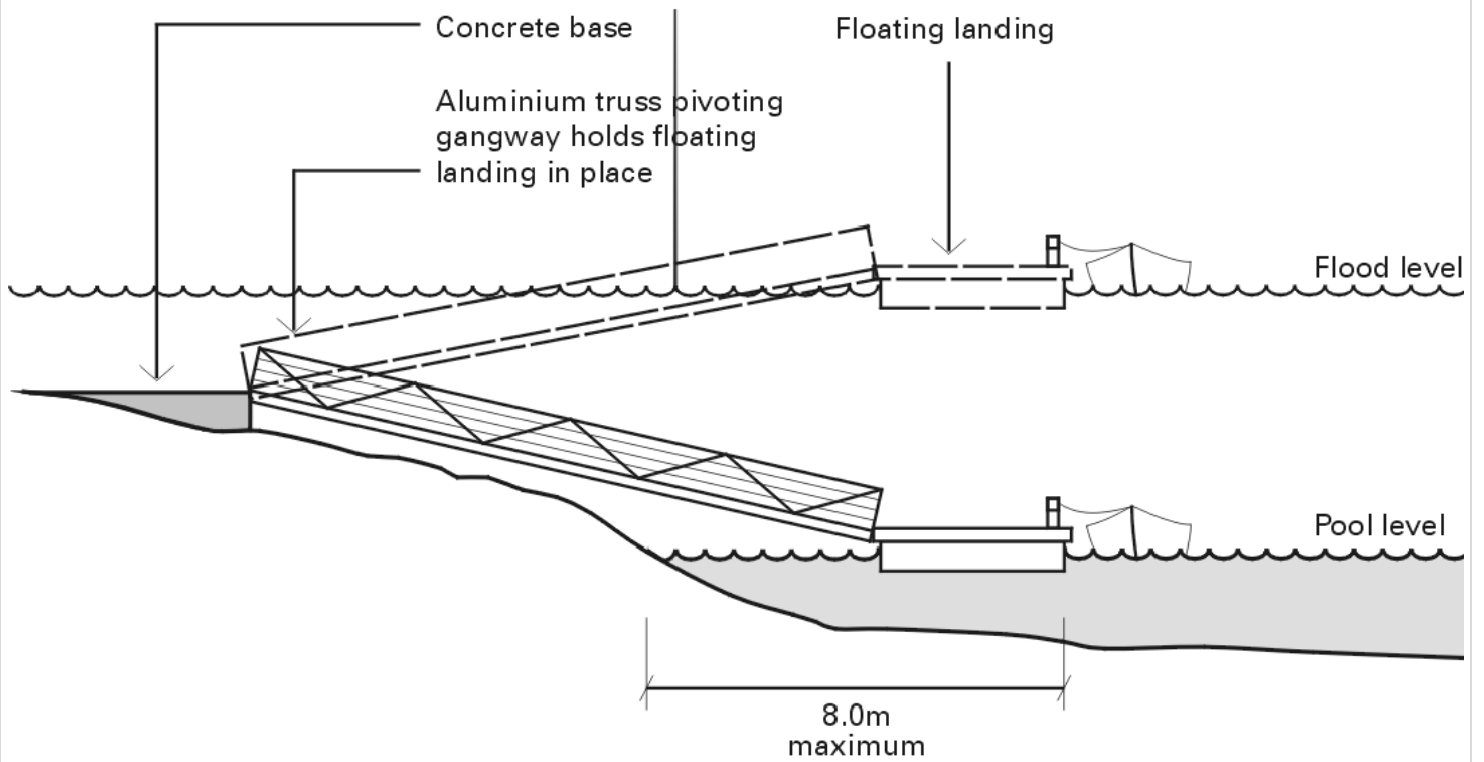 Concrete base
Floating landing
Aluminium truss pivoting
gangway holds floating
landing in place
Flood level
Pool level
8.0m
maximum